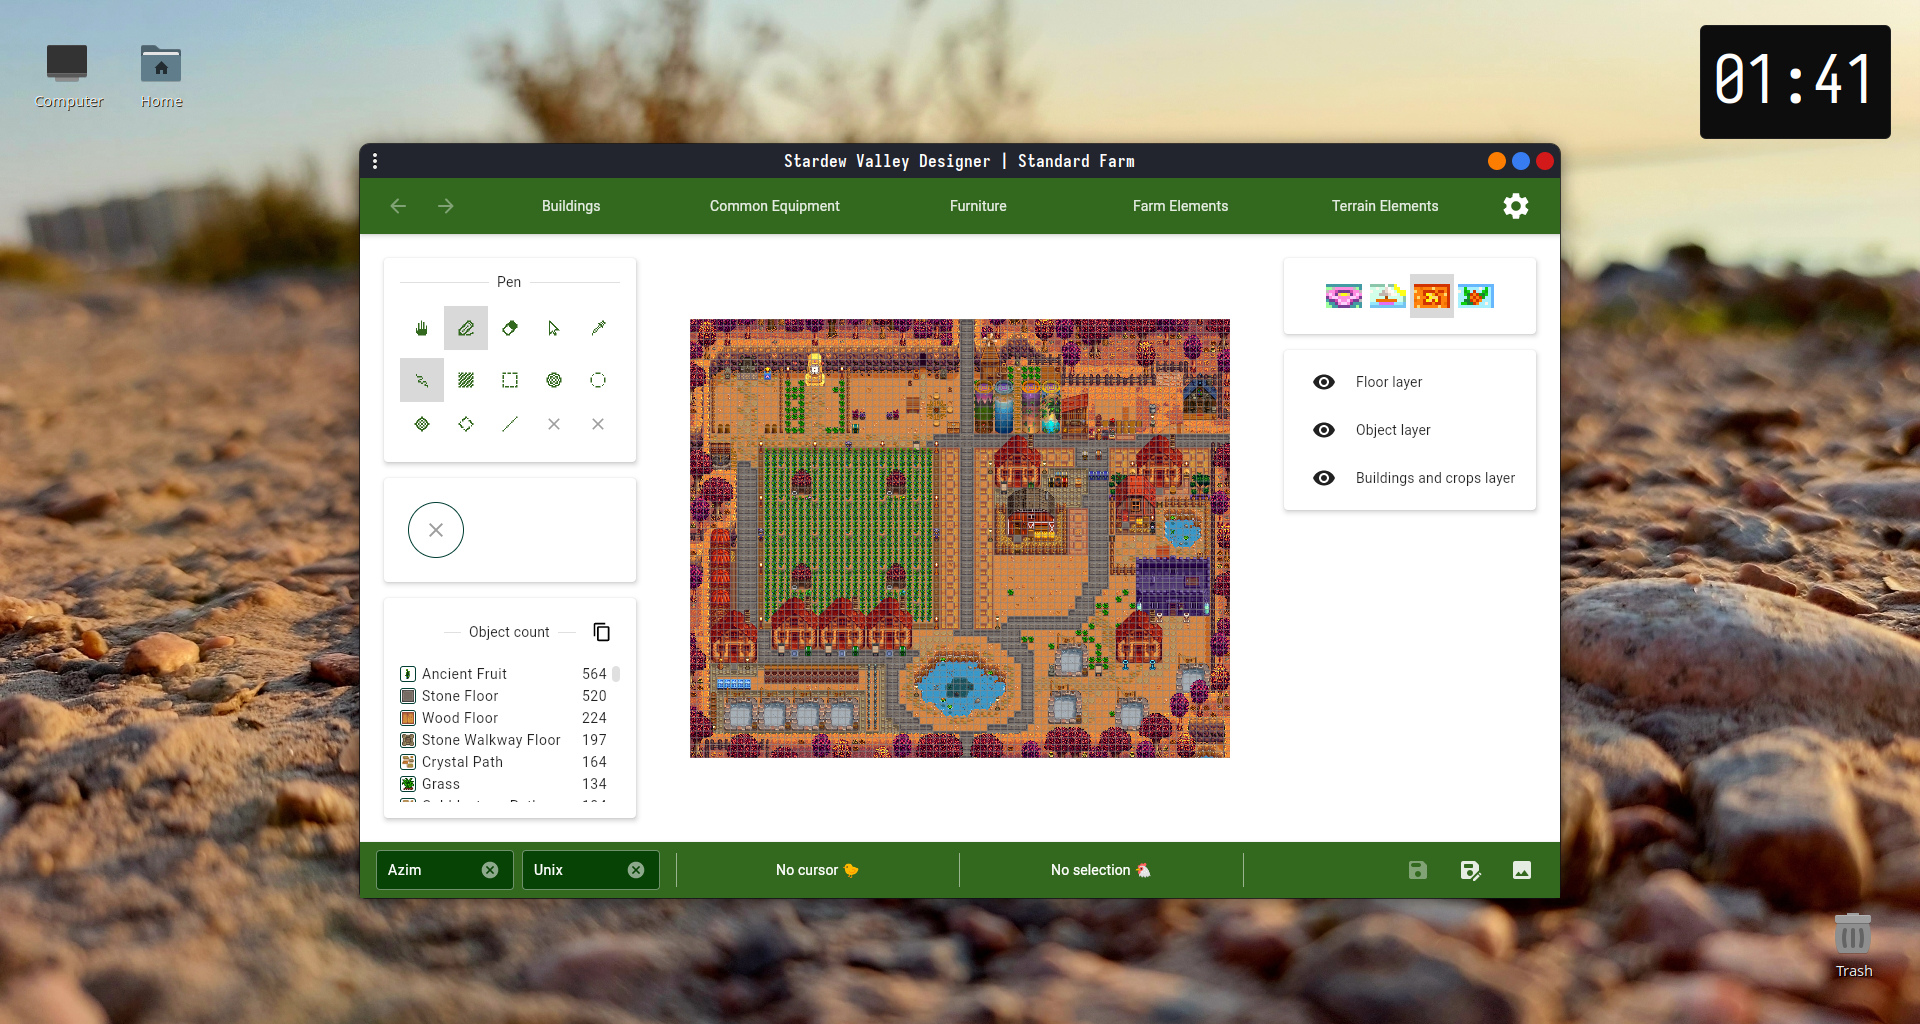 Computer
Home
01:41
Stardew Valley Designer | Standard Farm
Buildings
Common Equipment
Furniture
Farm Elements
Terrain Elements
Pen
Floor layer
Object layer
Buildings and crops layer
Object count
Ancient Fruit 564
Stone Floor 520
Wood Floor 224
Stone Walkway Floor 197
Crystal Path 164
Grass 134
Azim
Unix
No cursor
No selection
Trash